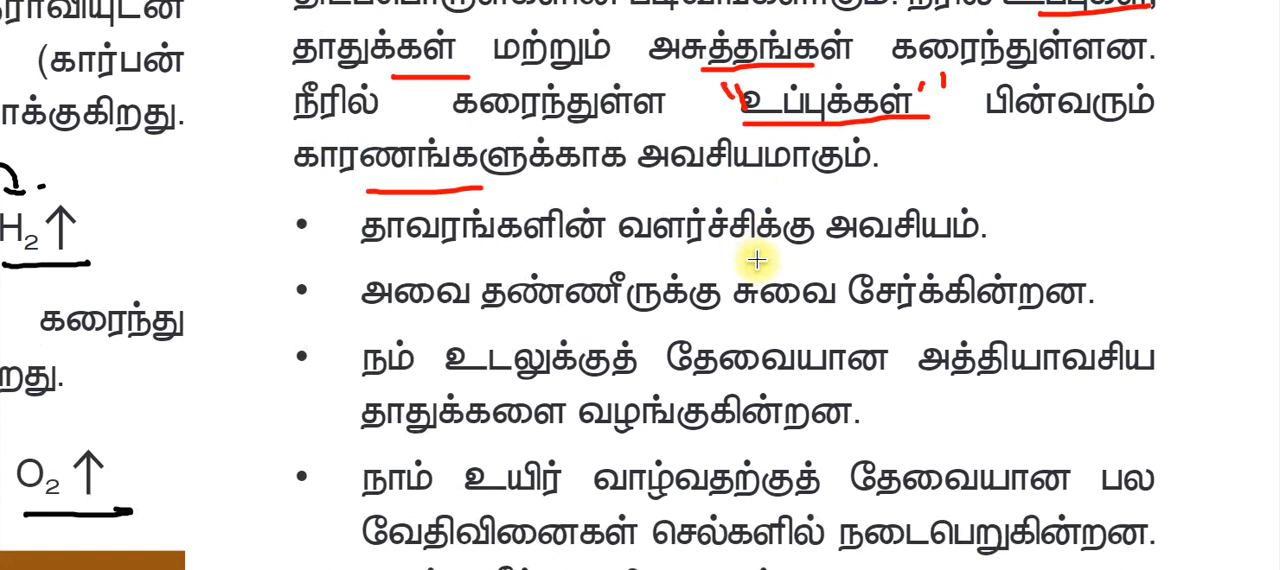 (கார்பன்
H₂↑
கரைந்து
O₂↑
தாதுக்கள் மற்றும் அசுத்தங்கள் கரைந்துள்ளன.
நீரில் கரைந்துள்ள "உப்புக்கள்'' பின்வரும்
காரணங்களுக்காக அவசியமாகும்.
• தாவரங்களின் வளர்ச்சிக்கு அவசியம்.
• அவை தண்ணீருக்கு சுவை சேர்க்கின்றன.
• நம் உடலுக்குத் தேவையான அத்தியாவசிய
தாதுக்களை வழங்குகின்றன.
• நாம் உயிர் வாழ்வதற்குத் தேவையான பல
வேதிவினைகள் செல்களில் நடைபெறுகின்றன.